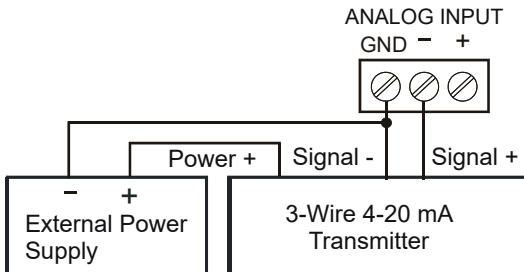 ANALOG INPUT
GND – +
Power + Signal - Signal +
– +
External Power
Supply
3-Wire 4-20 mA
Transmitter